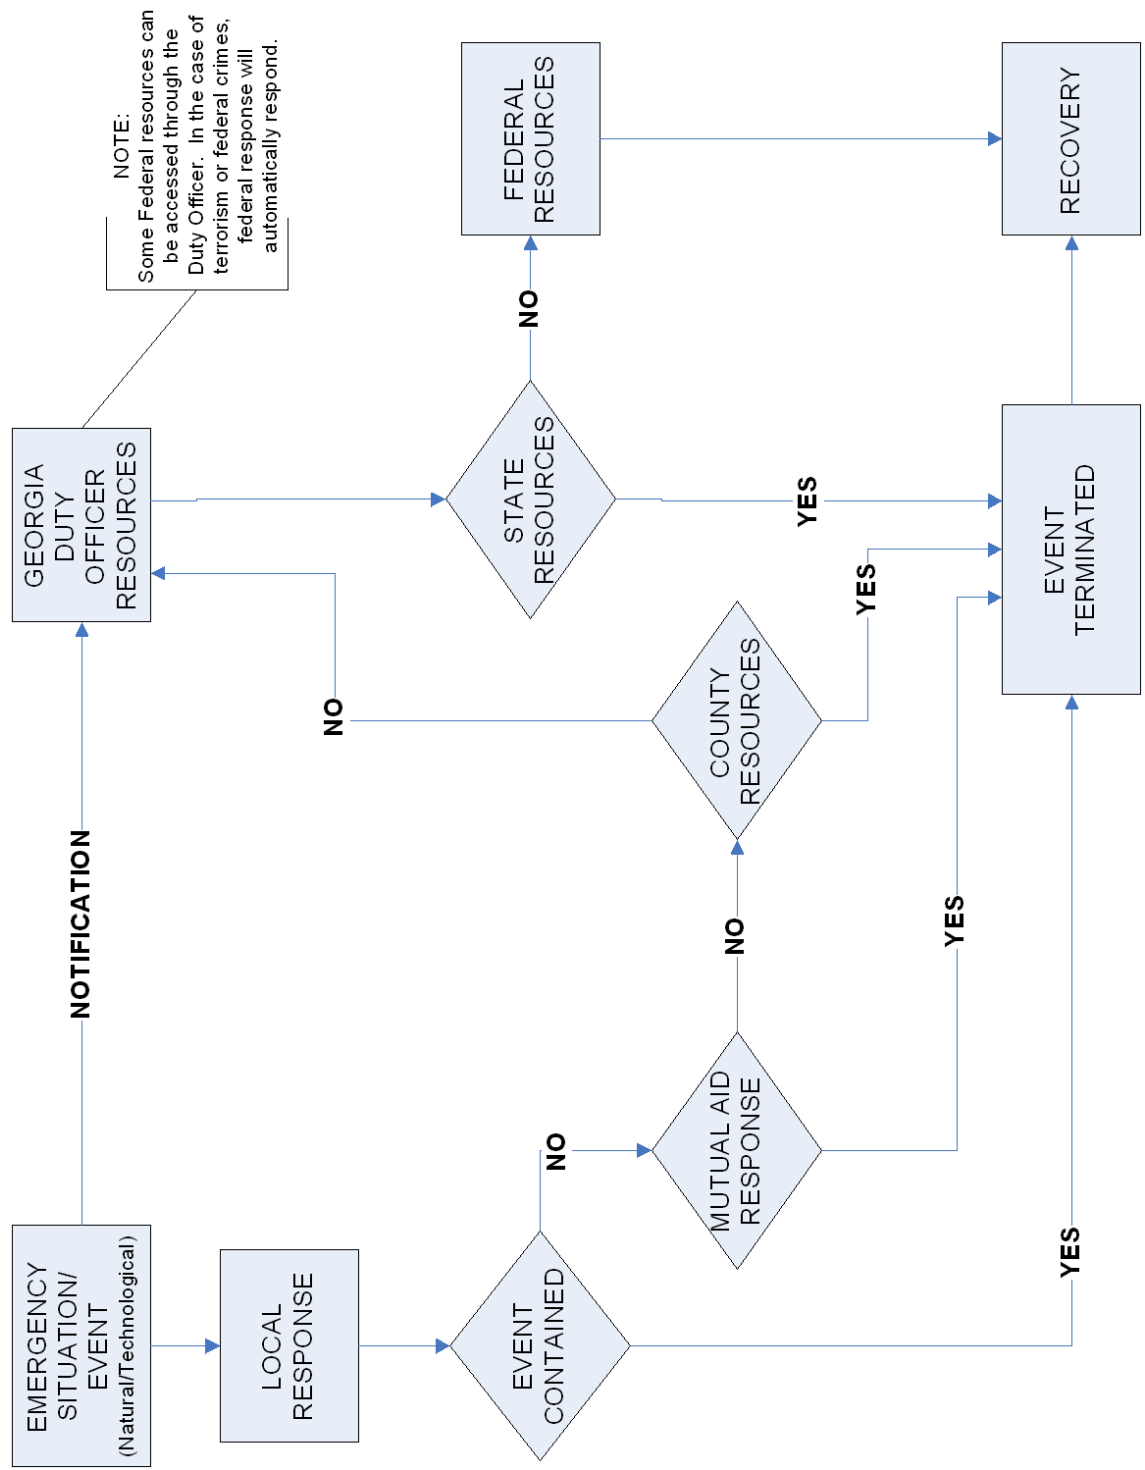 EMERGENCY
SITUATION/
EVENT
(Natural/Technological)
NOTIFICATION
GEORGIA
DUTY
OFFICER
RESOURCES
NOTE:
Some Federal resources can
be accessed through the
Duty Officer.  In the case of
terrorism or federal crimes,
federal response will
automatically respond.
LOCAL
RESPONSE
EVENT
CONTAINED
NO
MUTUAL AID
RESPONSE
NO
COUNTY
RESOURCES
NO
STATE
RESOURCES
NO
FEDERAL
RESOURCES
YES
YES
YES
YES
EVENT
TERMINATED
RECOVERY